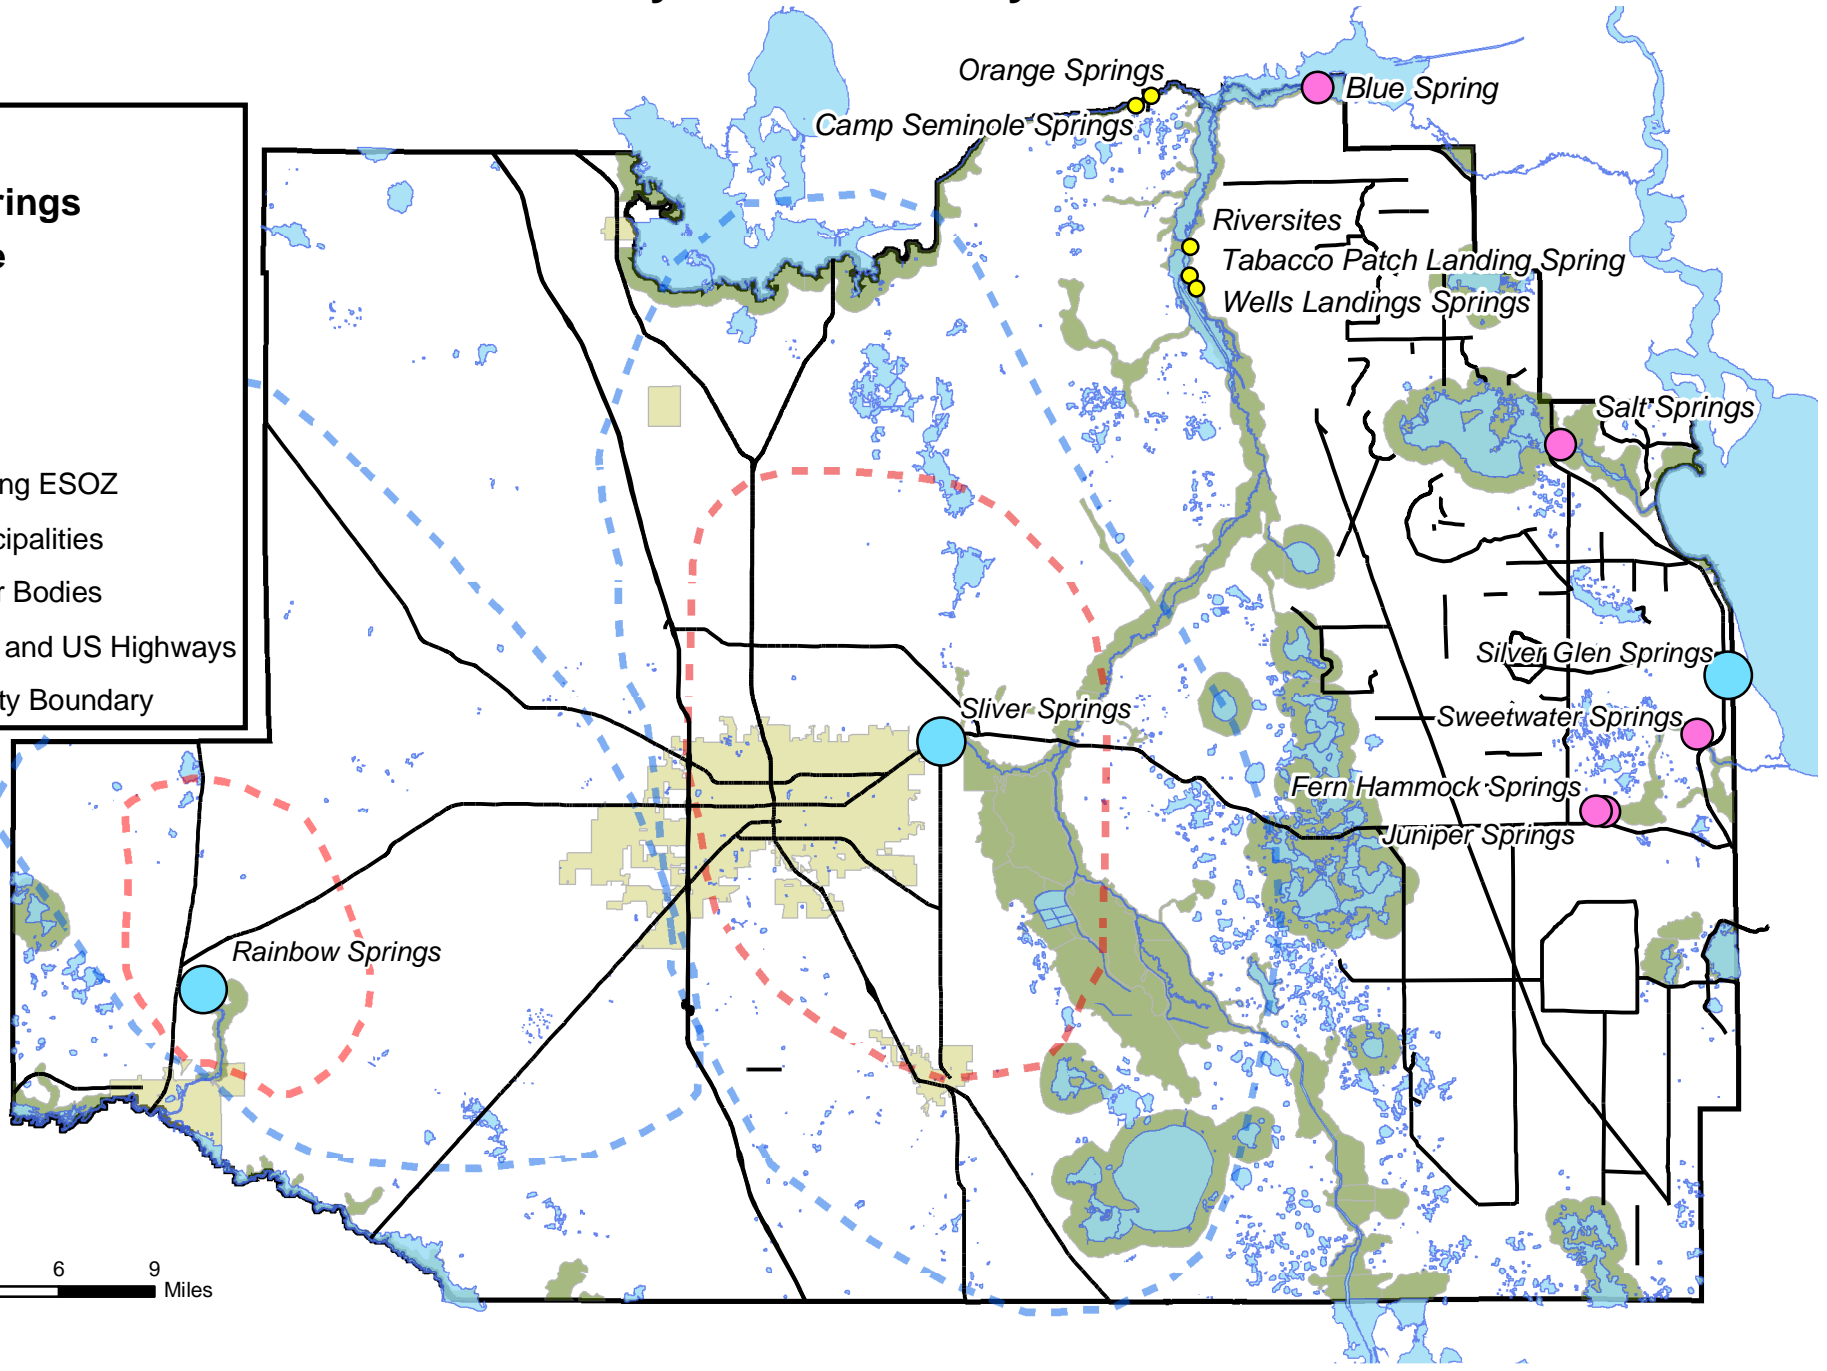 Orange Springs
Blue Spring
Camp Seminole Springs
rings
e
Riversites
Tabacco Patch Landing Spring
Wells Landings Springs
Salt Springs
ng ESOZ
cipalities
r Bodies
and US Highways
ty Boundary
Silver Glen Springs
Sliver Springs
Sweetwater Springs
Fern Hammock Springs
Juniper Springs
Rainbow Springs
6 9
Miles